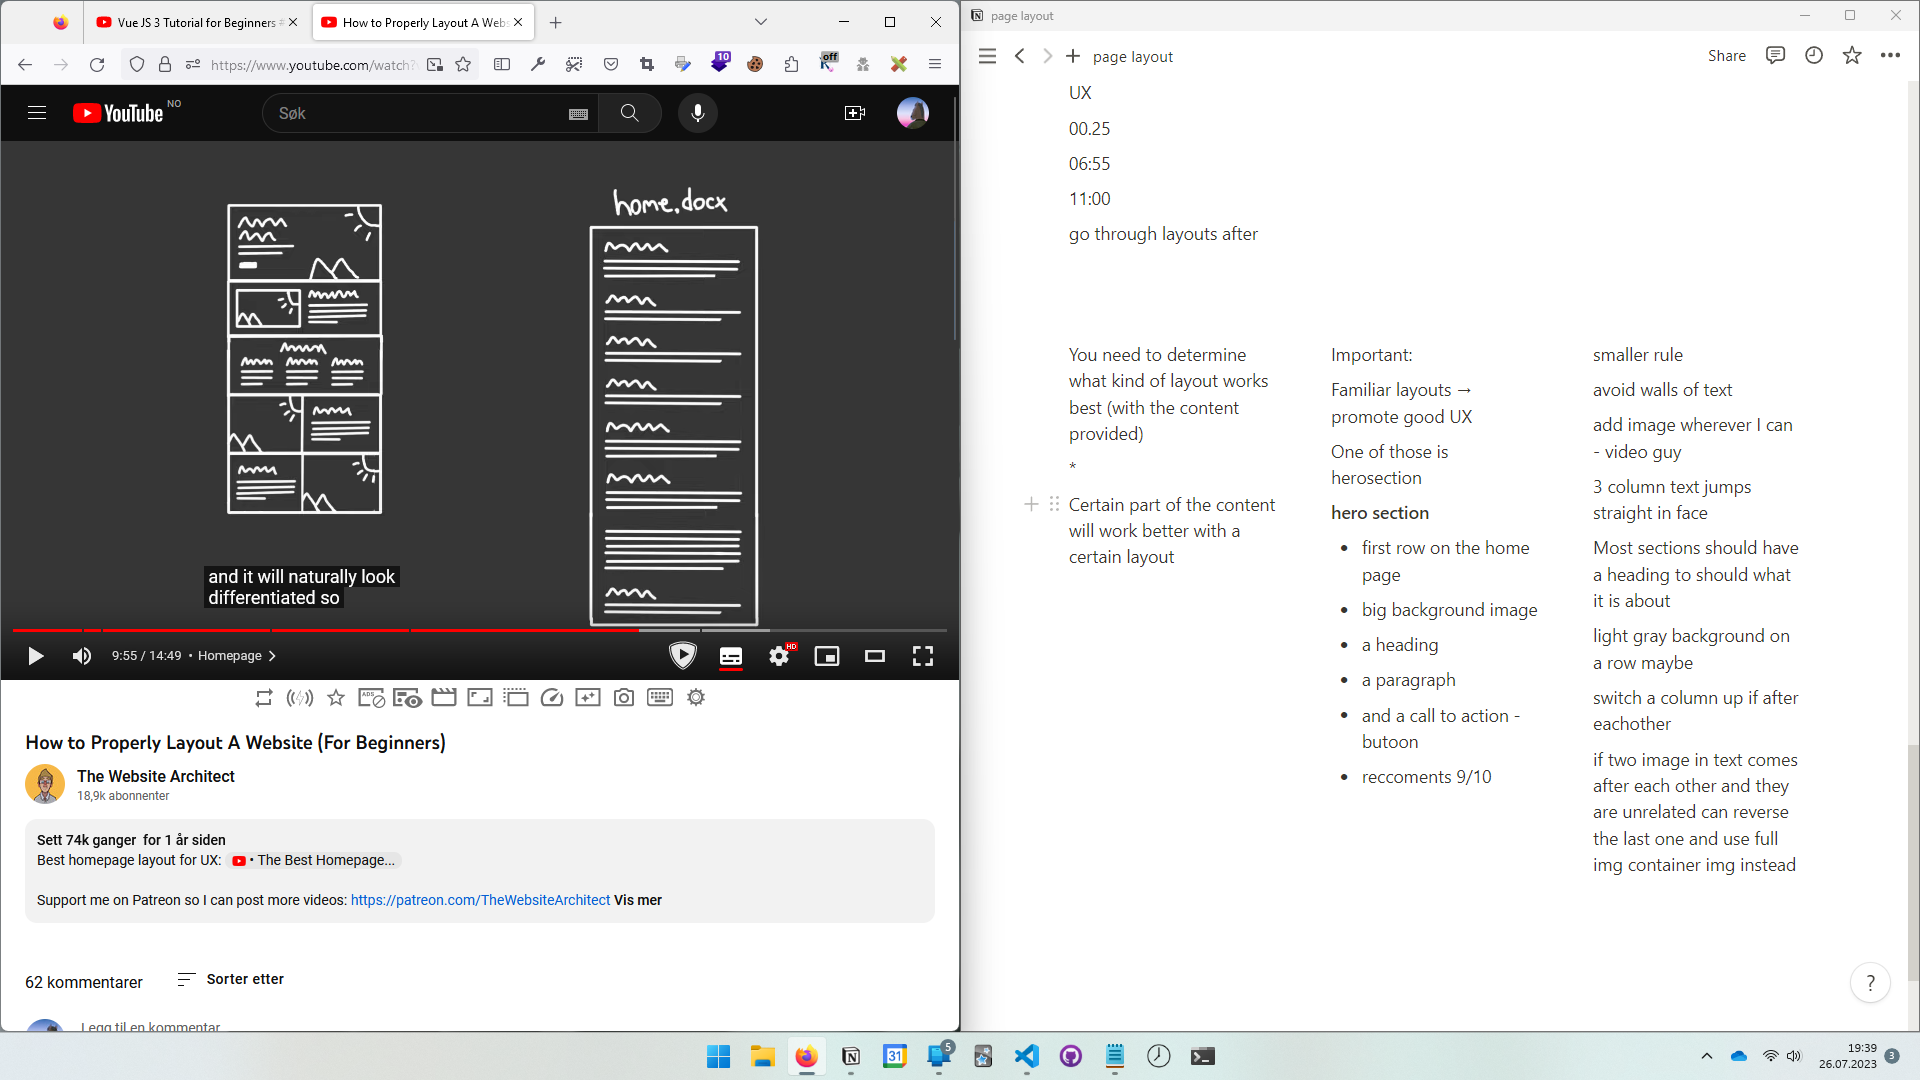 Vue JS 3 Tutorial for Beginners #
How to Properly Layout A Webs
https://www.youtube.com/watch?
10
off
YouTube NO
Søk
home.docx
and it will naturally look
differentiated so
9:55 / 14:49 • Homepage
HD
ADS
How to Properly Layout A Website (For Beginners)
The Website Architect
18,9k abonnenter
Sett 74k ganger for 1 år siden
Best homepage layout for UX: • The Best Homepage...
Support me on Patreon so I can post more videos: https://patreon.com/TheWebsiteArchitect Vis mer
62 kommentarer
Sorter etter
Legg til en kommentar
page layout
page layout
Share
UX
00.25
06:55
11:00
go through layouts after
You need to determine
what kind of layout works
best (with the content
provided)
*
Certain part of the content
will work better with a
certain layout
Important:
Familiar layouts →
promote good UX
One of those is
herosection
hero section
• first row on the home
page
• big background image
• a heading
• a paragraph
• and a call to action -
butoon
• reccoments 9/10
smaller rule
avoid walls of text
add image wherever I can
- video guy
3 column text jumps
straight in face
Most sections should have
a heading to should what
it is about
light gray background on
a row maybe
switch a column up if after
eachother
if two image in text comes
after each other and they
are unrelated can reverse
the last one and use full
img container img instead
?
31
5
19:39
26.07.2023
3